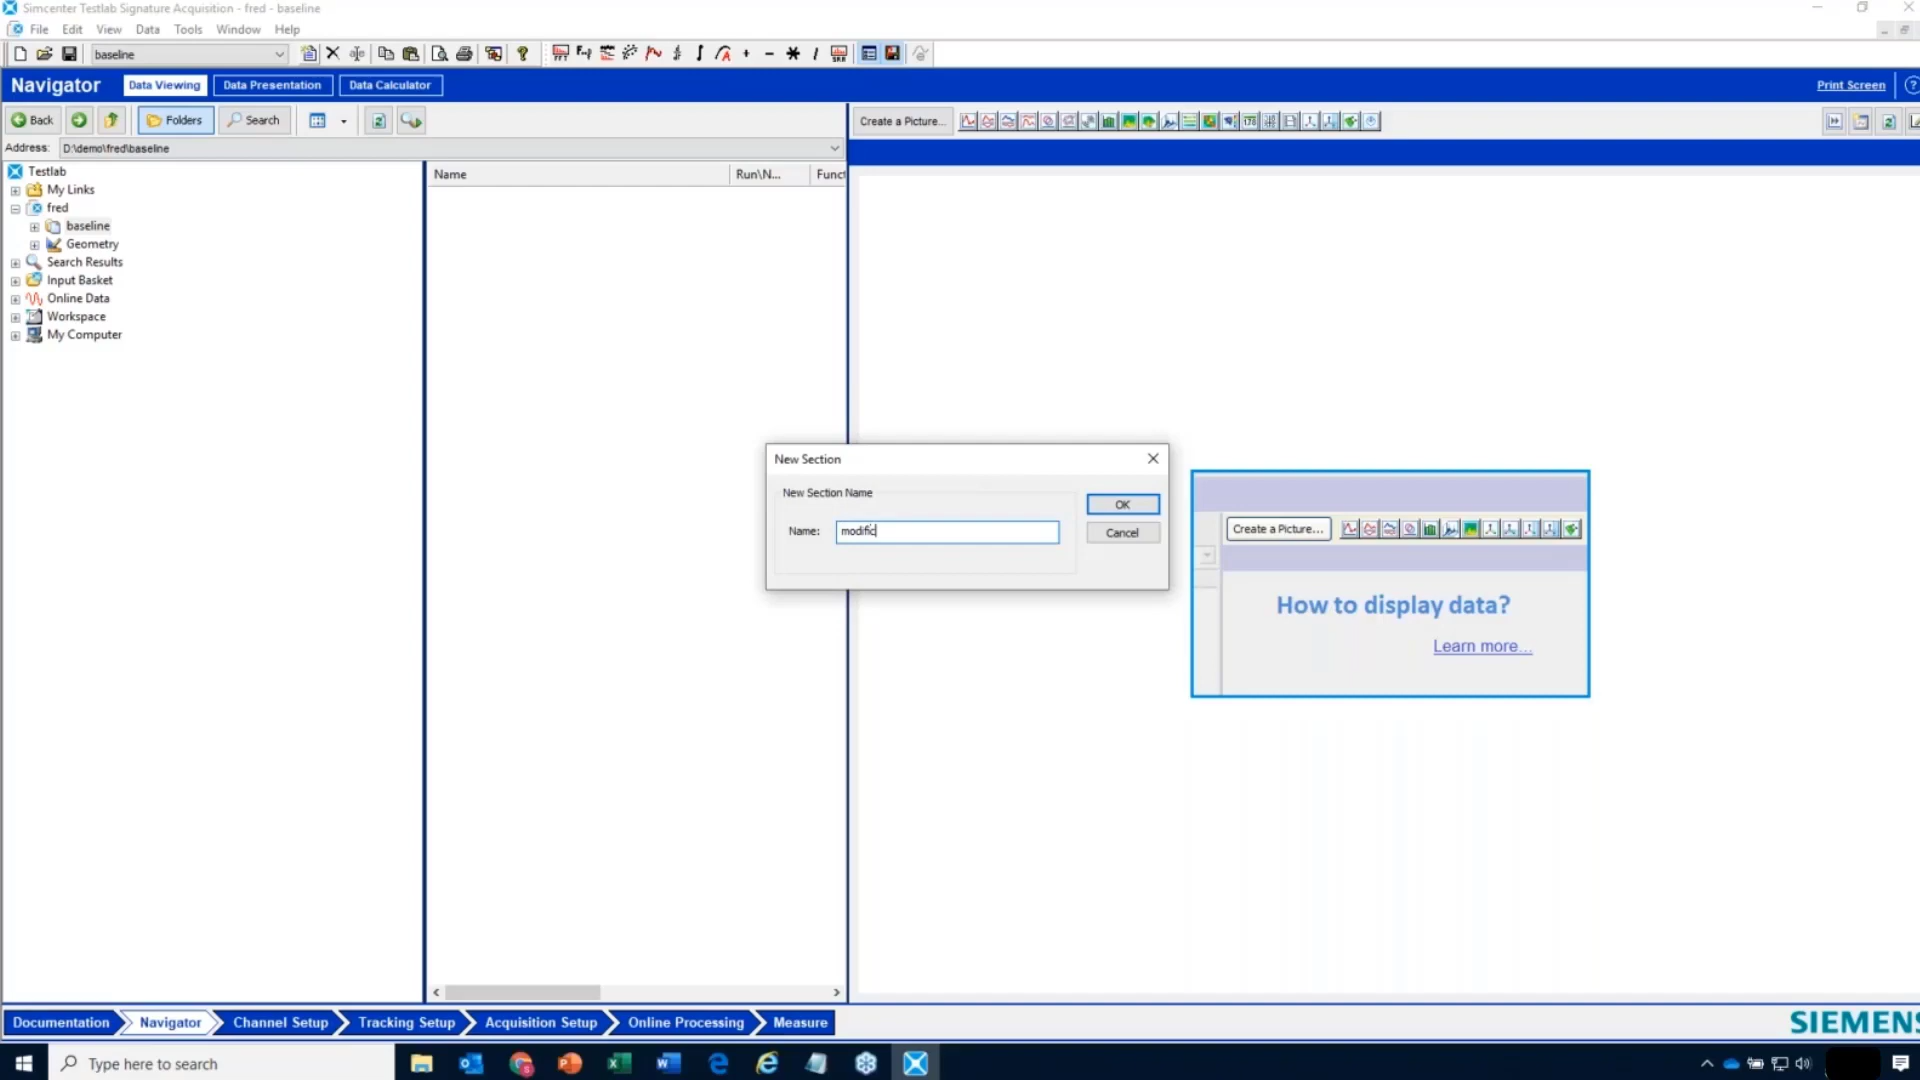 Simcenter Testlab Signature Acquisition - fred - baseline
File Edit View Data Tools Window Help
baseline
Navigator Data Viewing Data Presentation Data Calculator Print Screen
Back Folders Search Create a Picture...
Address: D:\demo\fred\baseline
Name Run\N... Funct
Testlab
My Links
fred
baseline
Geometry
Search Results
Input Basket
Online Data
Workspace
My Computer
New Section
New Section Name
Name: modific
OK
Cancel
Create a Picture...
How to display data?
Learn more...
Documentation Navigator Channel Setup Tracking Setup Acquisition Setup Online Processing Measure
SIEMENS
Type here to search